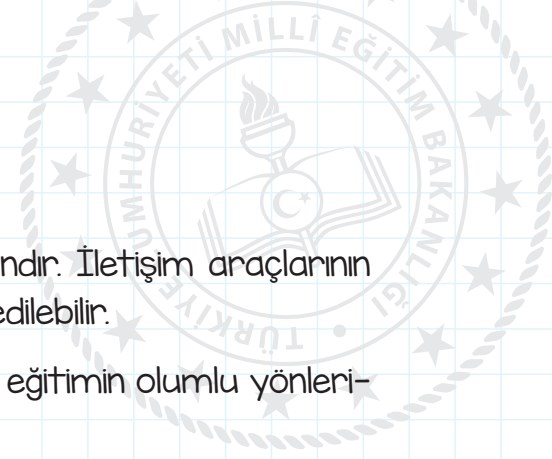 TÜRKİYE CUMHURİYETİ MİLLÎ EĞİTİM BAKANLIĞI
ndır. İletişim araçlarının
edilebilir.
eğitimin olumlu yönleri-